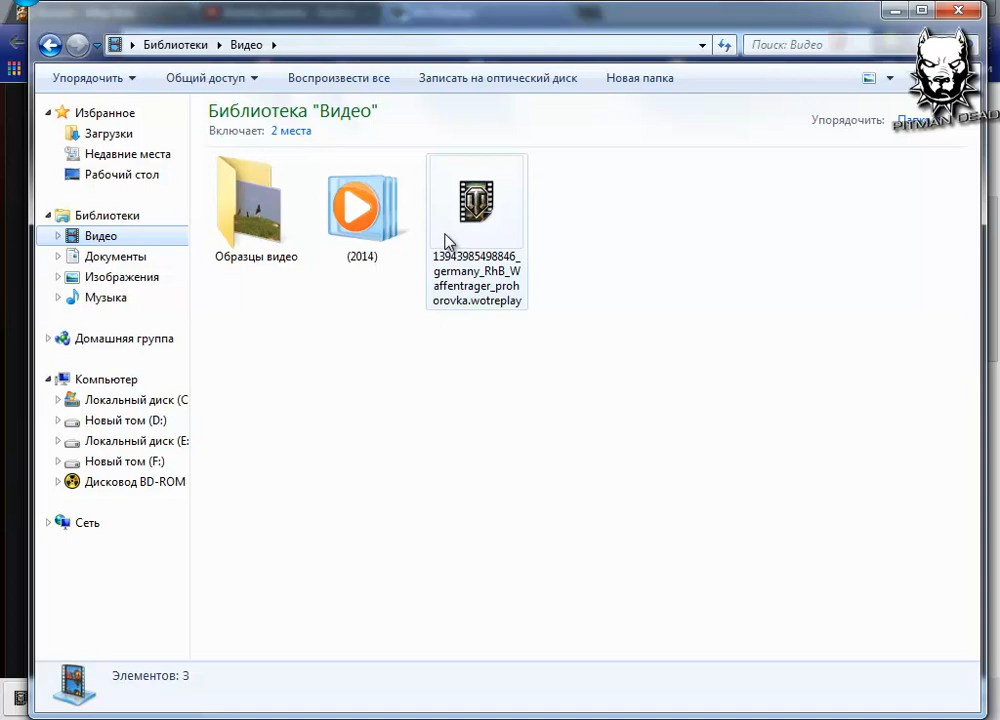 Библиотеки ▸ Видео ▸
Поиск: Видео
Упорядочить
Общий доступ
Воспроизвести все
Записать на оптический диск
Новая папка
PITMAN DEAD
Избранное
Загрузки
Недавние места
Рабочий стол
Библиотеки
Видео
Документы
Изображения
Музыка
Домашняя группа
Компьютер
Локальный диск (C
Новый том (D:)
Локальный диск (E:
Новый том (F:)
Дисковод BD-ROM
Сеть
Библиотека "Видео"
Включает: 2 места
Упорядочить:
Образцы видео
(2014)
13943985498846_
germany_RhB_W
affentrager_proh
orovka.wotreplay
Элементов: 3